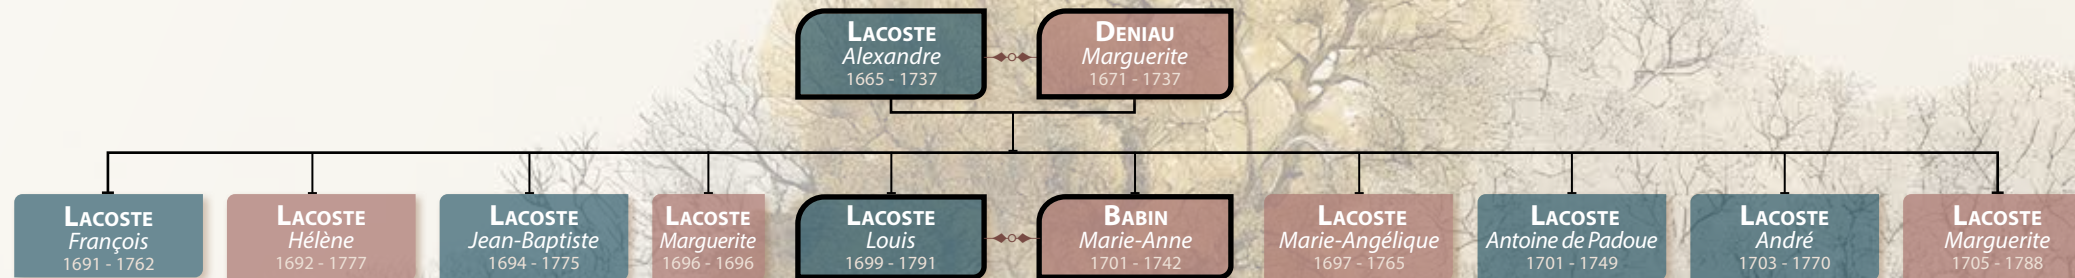 LACOSTE
Alexandre
1665 - 1737
DENIAU
Marguerite
1671 - 1737
LACOSTE
François
1691 - 1762
LACOSTE
Hélène
1692 - 1777
LACOSTE
Jean-Baptiste
1694 - 1775
LACOSTE
Marguerite
1696 - 1696
LACOSTE
Louis
1699 - 1791
BABIN
Marie-Anne
1701 - 1742
LACOSTE
Marie-Angélique
1697 - 1765
LACOSTE
Antoine de Padoue
1701 - 1749
LACOSTE
André
1703 - 1770
LACOSTE
Marguerite
1705 - 1788